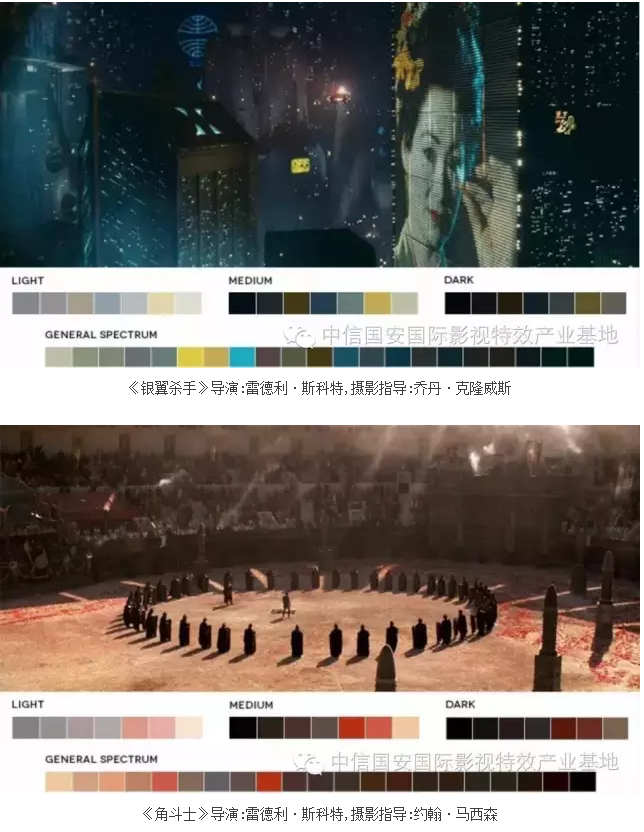 LIGHT
MEDIUM
DARK
GENERAL SPECTRUM
中信国安国际影视特效产业基地
《银翼杀手》导演:雷德利·斯科特,摄影指导:乔丹·克隆威斯
LIGHT
MEDIUM
DARK
GENERAL SPECTRUM
中信国安国际影视特效产业基地
《角斗士》导演:雷德利·斯科特,摄影指导:约翰·马西森